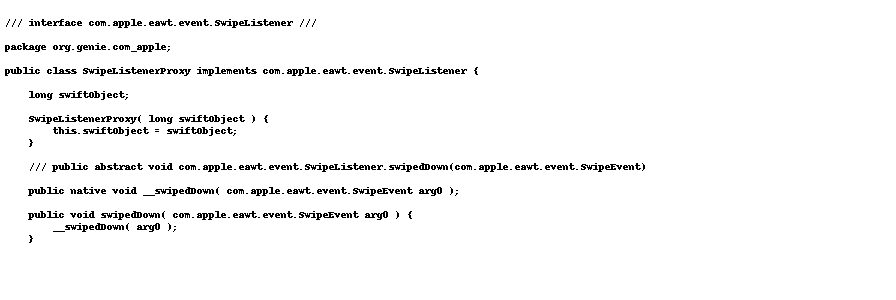 /// interface com.apple.eawt.event.SwipeListener ///
package org.genie.com_apple;
public class SwipeListenerProxy implements com.apple.eawt.event.SwipeListener {
long swiftObject;
SwipeListenerProxy( long swiftObject ) {
this.swiftObject = swiftObject;
}
/// public abstract void com.apple.eawt.event.SwipeListener.swipedDown(com.apple.eawt.event.SwipeEvent)
public native void __swipedDown( com.apple.eawt.event.SwipeEvent arg0 );
public void swipedDown( com.apple.eawt.event.SwipeEvent arg0 ) {
__swipedDown( arg0 );
}